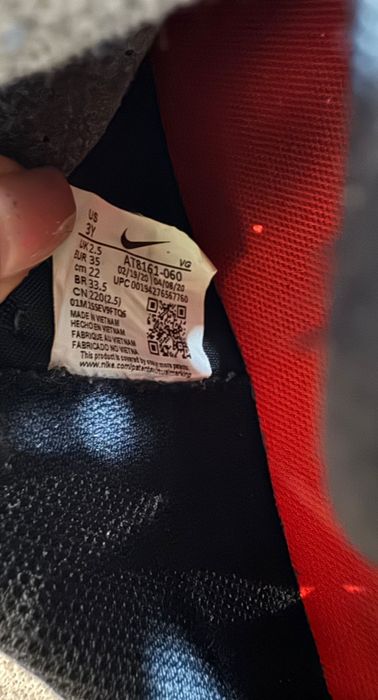 US
3Y
VG
UK 2.5
EUR 35
cm 22
BR 33.5
CN 220(2.5)
AT8161-060
02/19/20 04/08/20
UPC 00194276567760
01M1SSEV9FTQ6
MADE IN VIETNAM
HECHO EN VIETNAM
FABRIQUÉ AU VIETNAM
FABRICADO NO VIETNA
This product is covered by
www.nike.com/patents